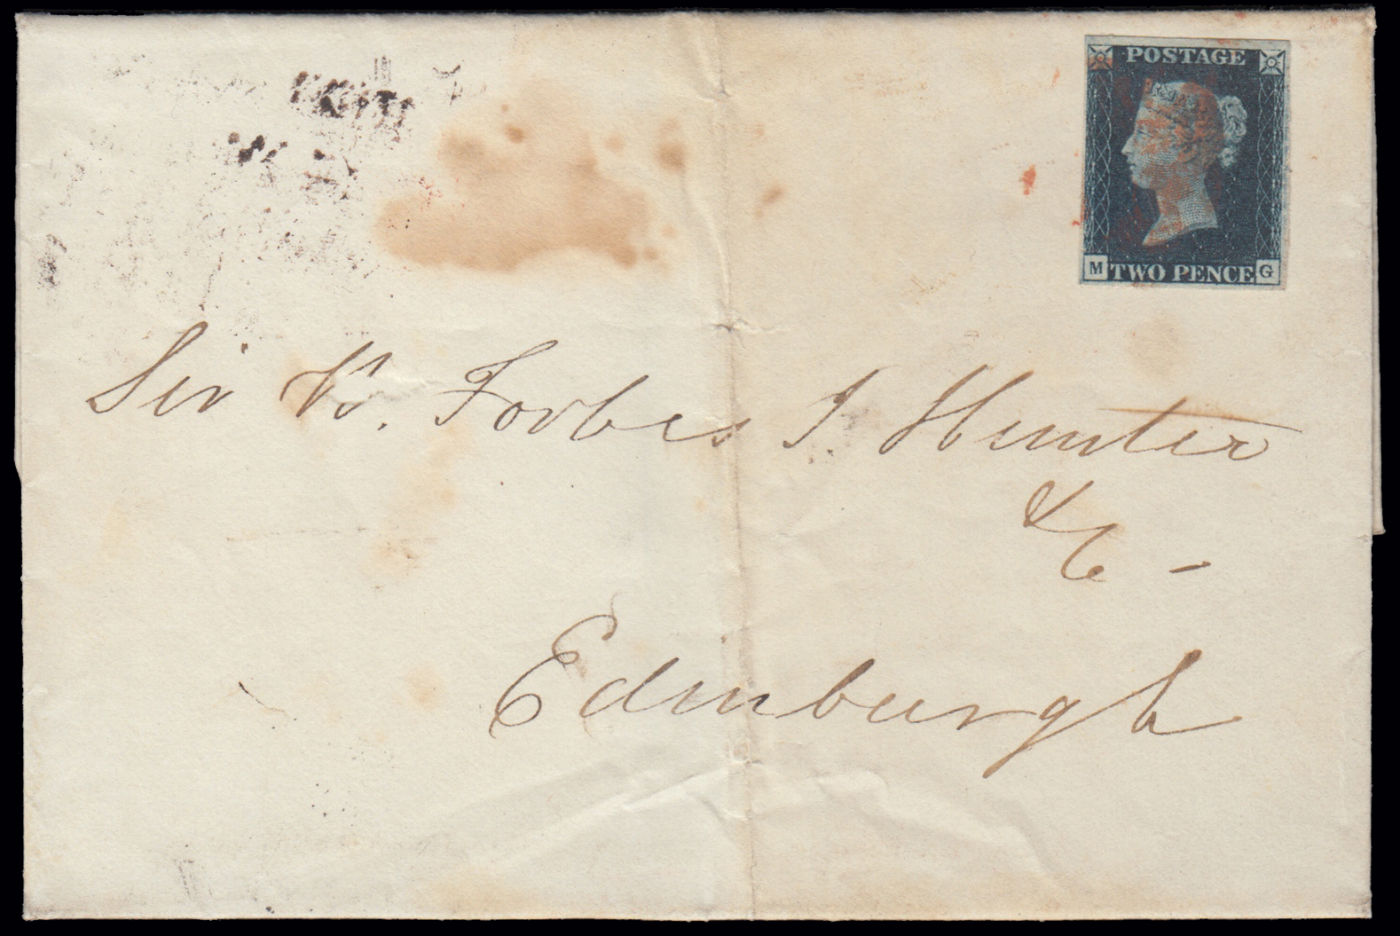 POSTAGE
M TWO PENCE G
Sir W. Forbes J. Hunter
& C -
Edinburgh